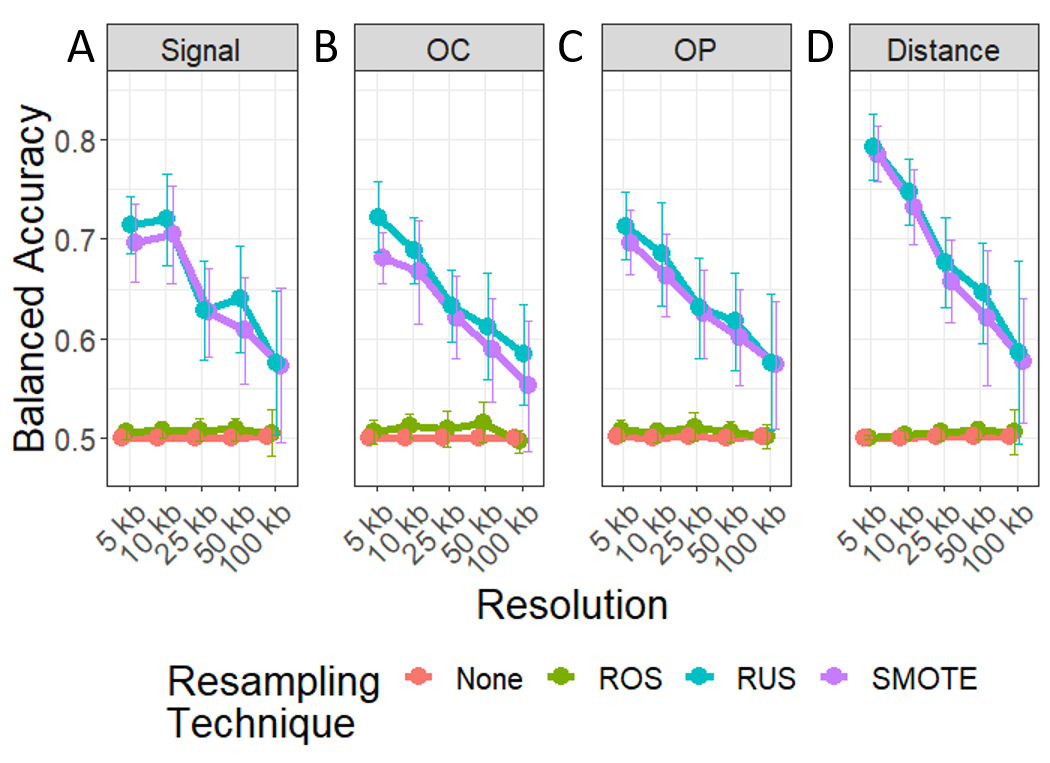 A Signal B OC C OP D Distance
Balanced Accuracy
0.8
0.7
0.6
0.5
5 kb 10 kb 25 kb 50 kb 100 kb 5 kb 10 kb 25 kb 50 kb 100 kb 5 kb 10 kb 25 kb 50 kb 100 kb 5 kb 10 kb 25 kb 50 kb 100 kb
Resolution
Resampling
Technique
None ROS RUS SMOTE